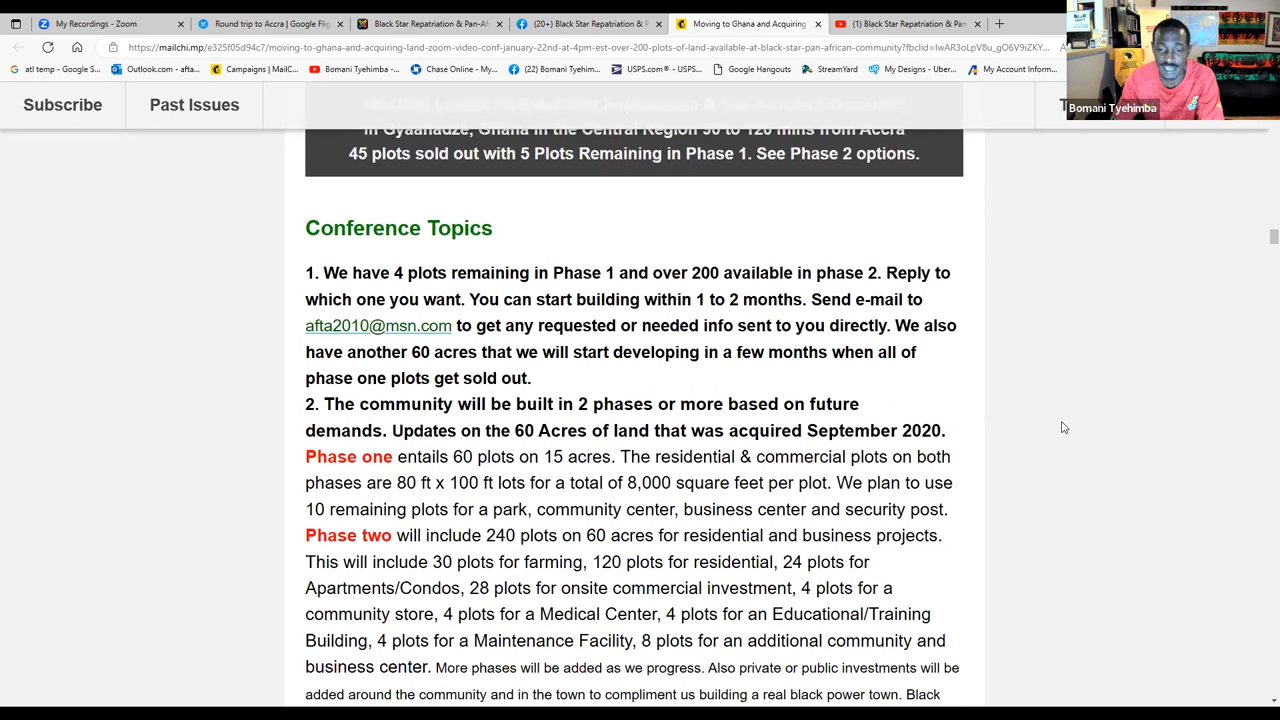 My Recordings - Zoom
Round trip to Accra | Google Flig
Black Star Repatriation & Pan-Af
(20+) Black Star Repatriation & P
Moving to Ghana and Acquiring
(1) Black Star Repatriation & Pan-
https://mailchi.mp/e325f05d94c7/moving-to-ghana-and-acquiring-land-zoom-video-conf-january-22nd-at-4pm-est-over-200-plots-of-land-available-at-black-star-pan-african-community?fbclid=IwAR3oLpV8u_gO6V9iZKY...
atl temp - Google S...
Outlook.com - afta...
Campaigns | MailC...
Bomani Tyehimba -...
Chase Online - My...
(22) Bomani Tyehim...
USPS.com® - USPS...
Google Hangouts
StreamYard
My Designs - Uber...
My Account Inform...
Bomani Tyehimba
Subscribe
Past Issues
in Gyaahadze, Ghana in the Central Region 90 to 120 mins from Accra
45 plots sold out with 5 Plots Remaining in Phase 1. See Phase 2 options.
Conference Topics
1. We have 4 plots remaining in Phase 1 and over 200 available in phase 2. Reply to
which one you want. You can start building within 1 to 2 months. Send e-mail to
afta2010@msn.com to get any requested or needed info sent to you directly. We also
have another 60 acres that we will start developing in a few months when all of
phase one plots get sold out.
2. The community will be built in 2 phases or more based on future
demands. Updates on the 60 Acres of land that was acquired September 2020.
Phase one entails 60 plots on 15 acres. The residential & commercial plots on both
phases are 80 ft x 100 ft lots for a total of 8,000 square feet per plot. We plan to use
10 remaining plots for a park, community center, business center and security post.
Phase two will include 240 plots on 60 acres for residential and business projects.
This will include 30 plots for farming, 120 plots for residential, 24 plots for
Apartments/Condos, 28 plots for onsite commercial investment, 4 plots for a
community store, 4 plots for a Medical Center, 4 plots for an Educational/Training
Building, 4 plots for a Maintenance Facility, 8 plots for an additional community and
business center. More phases will be added as we progress. Also private or public investments will be
added around the community and in the town to compliment us building a real black power town. Black